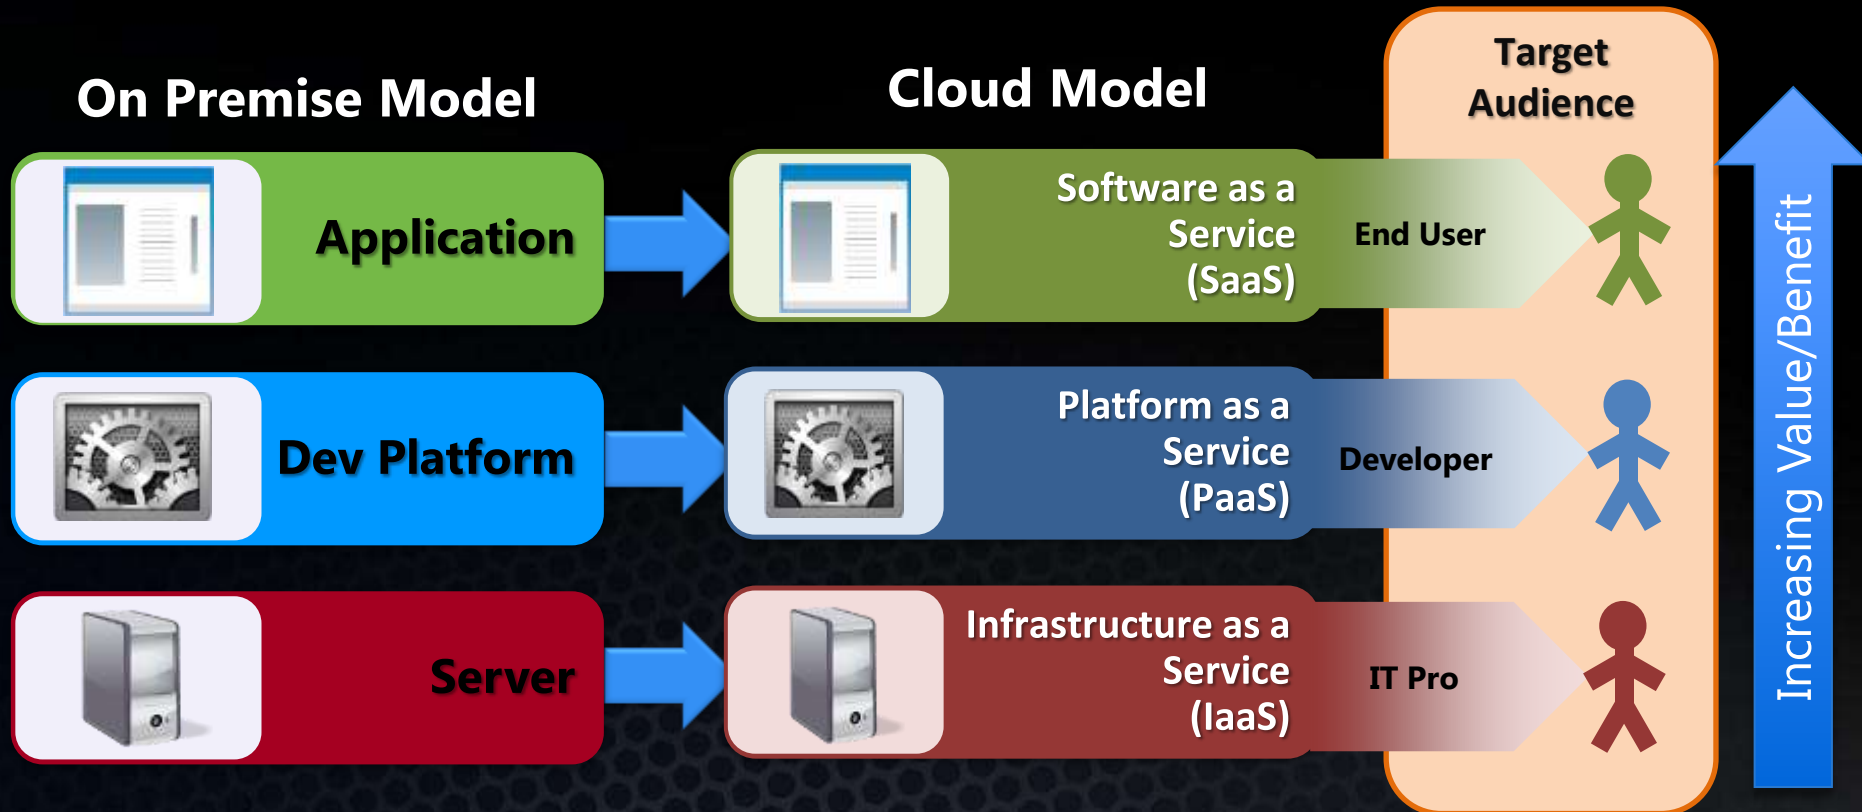 On Premise Model
Cloud Model
Target
Audience
Application
Software as a
Service
(SaaS)
End User
Dev Platform
Platform as a
Service
(PaaS)
Developer
Server
Infrastructure as a
Service
(IaaS)
IT Pro
Increasing Value/Benefit